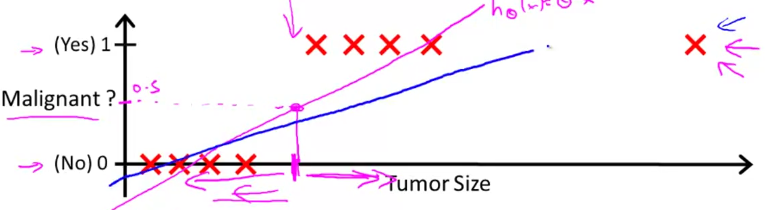 (Yes) 1
0.5
Malignant ?
(No) 0
Tumor Size